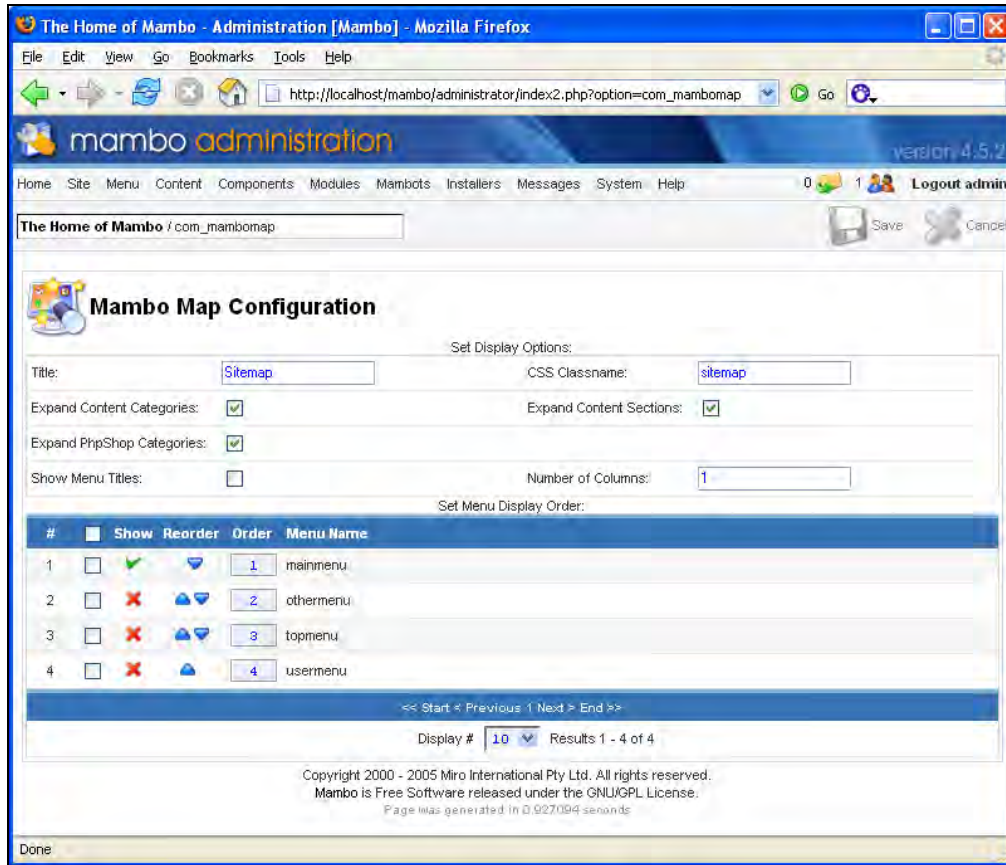 The Home of Mambo - Administration [Mambo] - Mozilla Firefox
File Edit View Go Bookmarks Tools Help
http://localhost/mambo/administrator/index2.php?option=com_mambomap Go
mambo administration
version 4.5.2
Home Site Menu Content Components Modules Mambots Installers Messages System Help 0 1 Logout admin
The Home of Mambo / com_mambomap Save Cancel
Mambo Map Configuration
Set Display Options:
Title: Sitemap CSS Classname: sitemap
Expand Content Categories: Expand Content Sections:
Expand PhpShop Categories:
Show Menu Titles: Number of Columns: 1
Set Menu Display Order:
# Show Reorder Order Menu Name
1 1 mainmenu
2 2 othermenu
3 3 topmenu
4 4 usermenu
<< Start < Previous 1 Next > End >>
Display # 10 Results 1 - 4 of 4
Copyright 2000 - 2005 Miro International Pty Ltd. All rights reserved.
Mambo is Free Software released under the GNU/GPL License.
Page was generated in 0.927094 seconds
Done